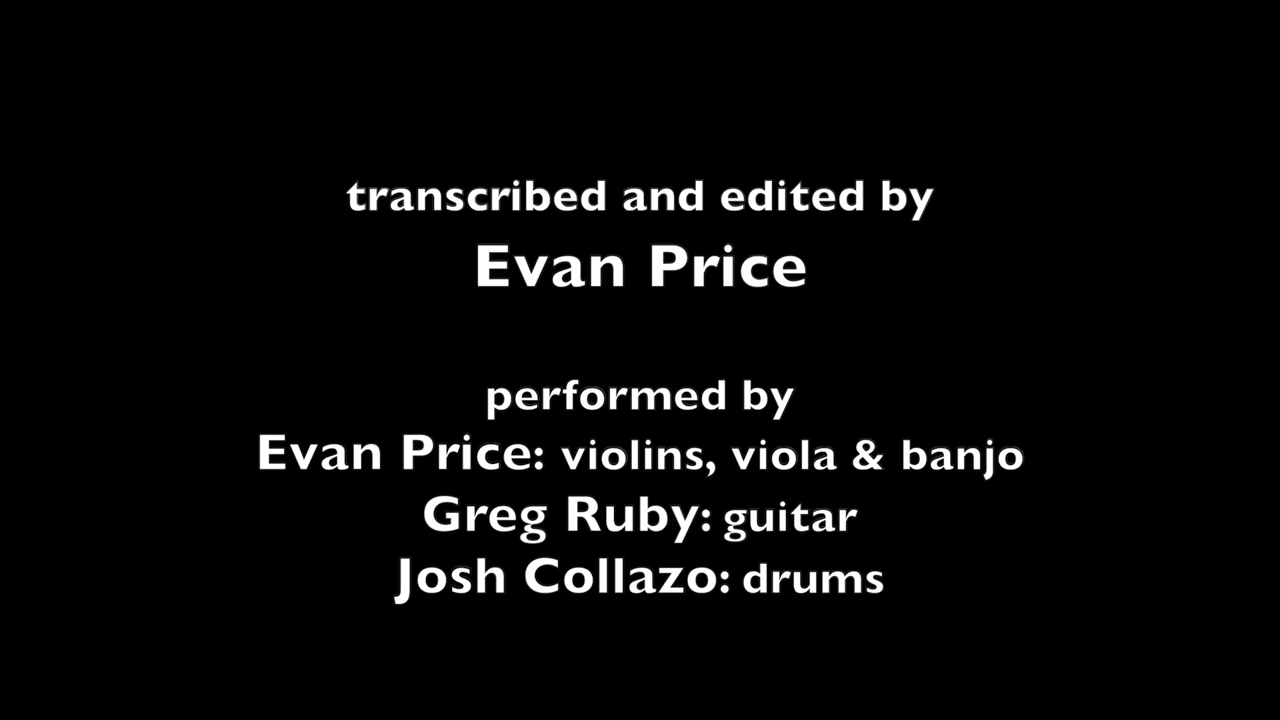 transcribed and edited by
Evan Price
performed by
Evan Price: violins, viola & banjo
Greg Ruby: guitar
Josh Collazo: drums